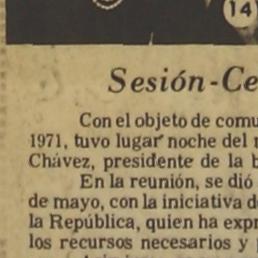 14
Sesión-Ce
Con el objeto de comu
1971, tuvo lugar noche del
Chávez, presidente de la b
En la reunión, se dió
de mayo, con la iniciativa d
la República, quien ha expr
los recursos necesarios y